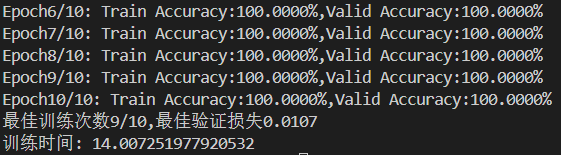 Epoch6/10: Train Accuracy:100.0000%,Valid Accuracy:100.0000%
Epoch7/10: Train Accuracy:100.0000%,Valid Accuracy:100.0000%
Epoch8/10: Train Accuracy:100.0000%,Valid Accuracy:100.0000%
Epoch9/10: Train Accuracy:100.0000%,Valid Accuracy:100.0000%
Epoch10/10: Train Accuracy:100.0000%,Valid Accuracy:100.0000%
最佳训练次数9/10,最佳验证损失0.0107
训练时间: 14.007251977920532